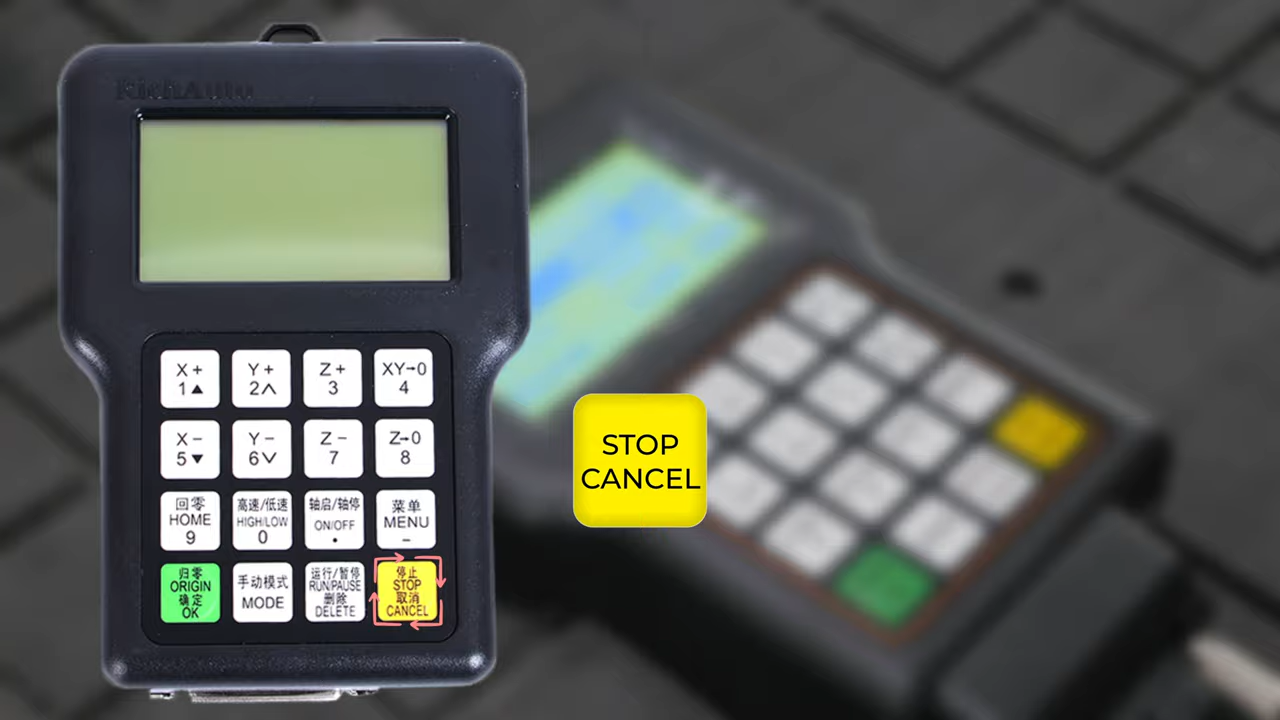 RichAuto
X+
1▲
Y+
2∧
Z+
3
XY→0
4
X−
5▼
Y−
6∨
Z−
7
Z→0
8
回零
HOME
9
高速/低速
HIGH/LOW
0
轴启/轴停
ON/OFF
•
菜单
MENU
−
归零
ORIGIN
确定
OK
手动模式
MODE
运行/暂停
RUN/PAUSE
删除
DELETE
停止
STOP
取消
CANCEL
STOP
CANCEL